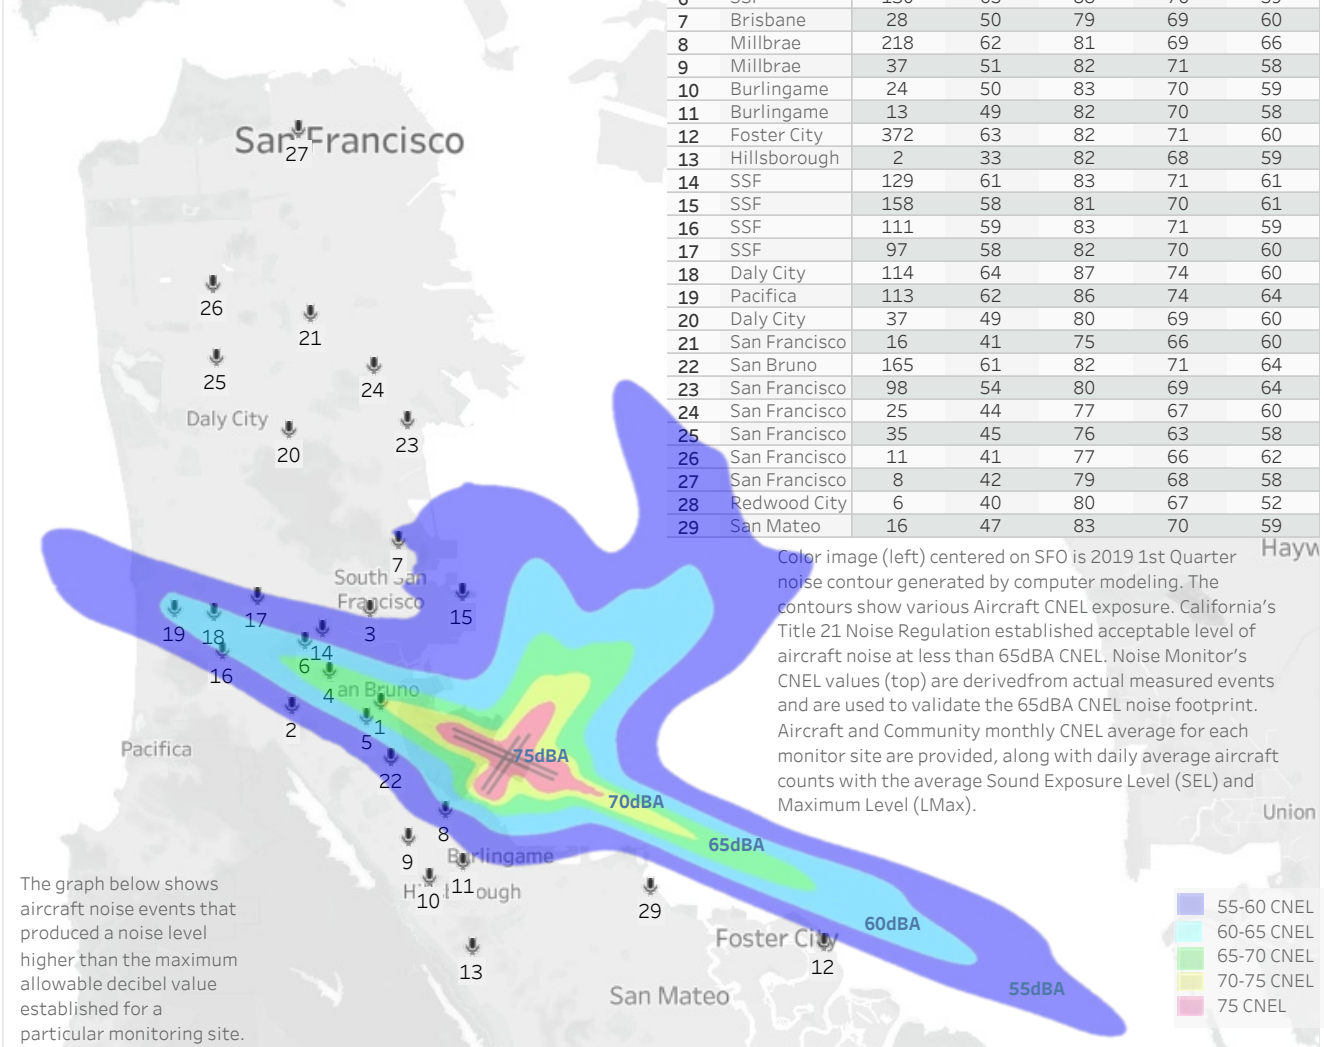 7 Brisbane 28 50 79 69 60
8 Millbrae 218 62 81 69 66
9 Millbrae 37 51 82 71 58
10 Burlingame 24 50 83 70 59
11 Burlingame 13 49 82 70 58
12 Foster City 372 63 82 71 60
13 Hillsborough 2 33 82 68 59
14 SSF 129 61 83 71 61
15 SSF 158 58 81 70 61
16 SSF 111 59 83 71 59
17 SSF 97 58 82 70 60
18 Daly City 114 64 87 74 60
19 Pacifica 113 62 86 74 64
20 Daly City 37 49 80 69 60
21 San Francisco 16 41 75 66 60
22 San Bruno 165 61 82 71 64
23 San Francisco 98 54 80 69 64
24 San Francisco 25 44 77 67 60
25 San Francisco 35 45 76 63 58
26 San Francisco 11 41 77 66 62
27 San Francisco 8 42 79 68 58
28 Redwood City 6 40 80 67 52
29 San Mateo 16 47 83 70 59
Color image (left) centered on SFO is 2019 1st Quarter
noise contour generated by computer modeling. The
contours show various Aircraft CNEL exposure. California's
Title 21 Noise Regulation established acceptable level of
aircraft noise at less than 65dBA CNEL. Noise Monitor's
CNEL values (top) are derivedfrom actual measured events
and are used to validate the 65dBA CNEL noise footprint.
Aircraft and Community monthly CNEL average for each
monitor site are provided, along with daily average aircraft
counts with the average Sound Exposure Level (SEL) and
Maximum Level (LMax).
San Francisco
27
26
21
25
24
Daly City
20
23
7
South San
Francisco
17
15
19
18
3
14
6
16
4
an Bruno
2
1
5
Pacifica
22
75dBA
70dBA
8
65dBA
9
Burlingame
11
10
29
60dBA
Foster City
13
12
55dBA
San Mateo
Hayw
Union
The graph below shows
aircraft noise events that
produced a noise level
higher than the maximum
allowable decibel value
established for a
particular monitoring site.
55-60 CNEL
60-65 CNEL
65-70 CNEL
70-75 CNEL
75 CNEL